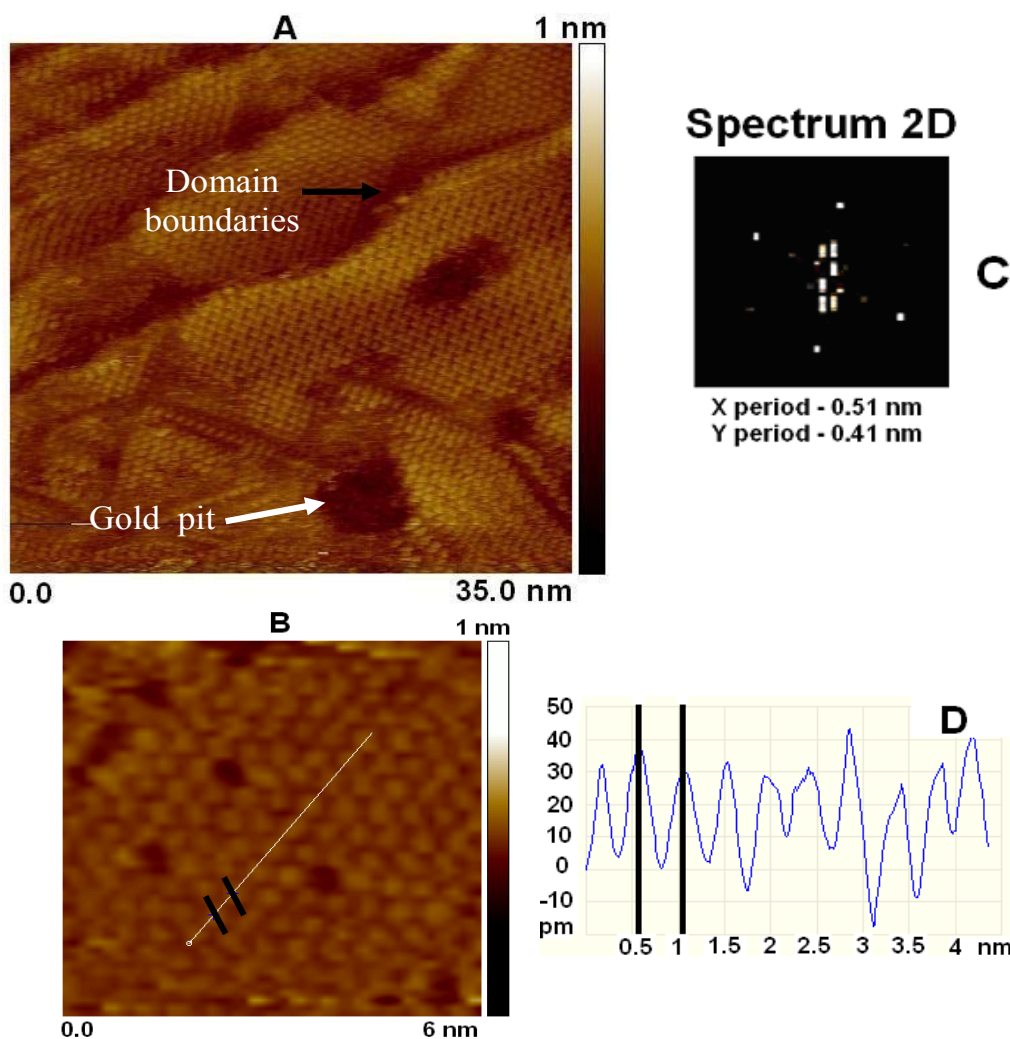 A
1 nm
Domain
boundaries
Gold pit
0.0
35.0 nm
Spectrum 2D
C
X period - 0.51 nm
Y period - 0.41 nm
B
1 nm
0.0
6 nm
D
50
40
30
20
10
0
-10
pm
0.5 1 1.5 2 2.5 3 3.5 4 nm